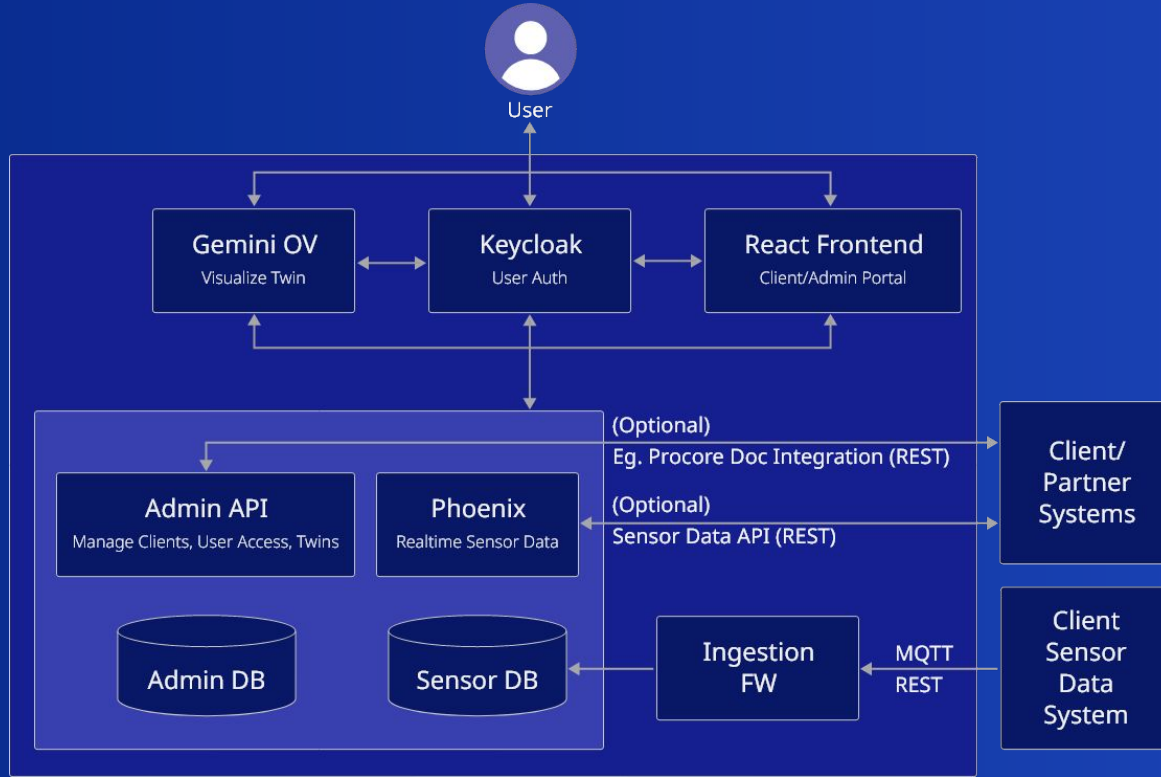 User
Gemini OV
Visualize Twin
Keycloak
User Auth
React Frontend
Client/Admin Portal
(Optional)
Eg. Procore Doc Integration (REST)
Client/
Partner
Systems
Admin API
Manage Clients, User Access, Twins
Phoenix
Realtime Sensor Data
(Optional)
Sensor Data API (REST)
Admin DB
Sensor DB
Ingestion
FW
MQTT
REST
Client
Sensor
Data
System